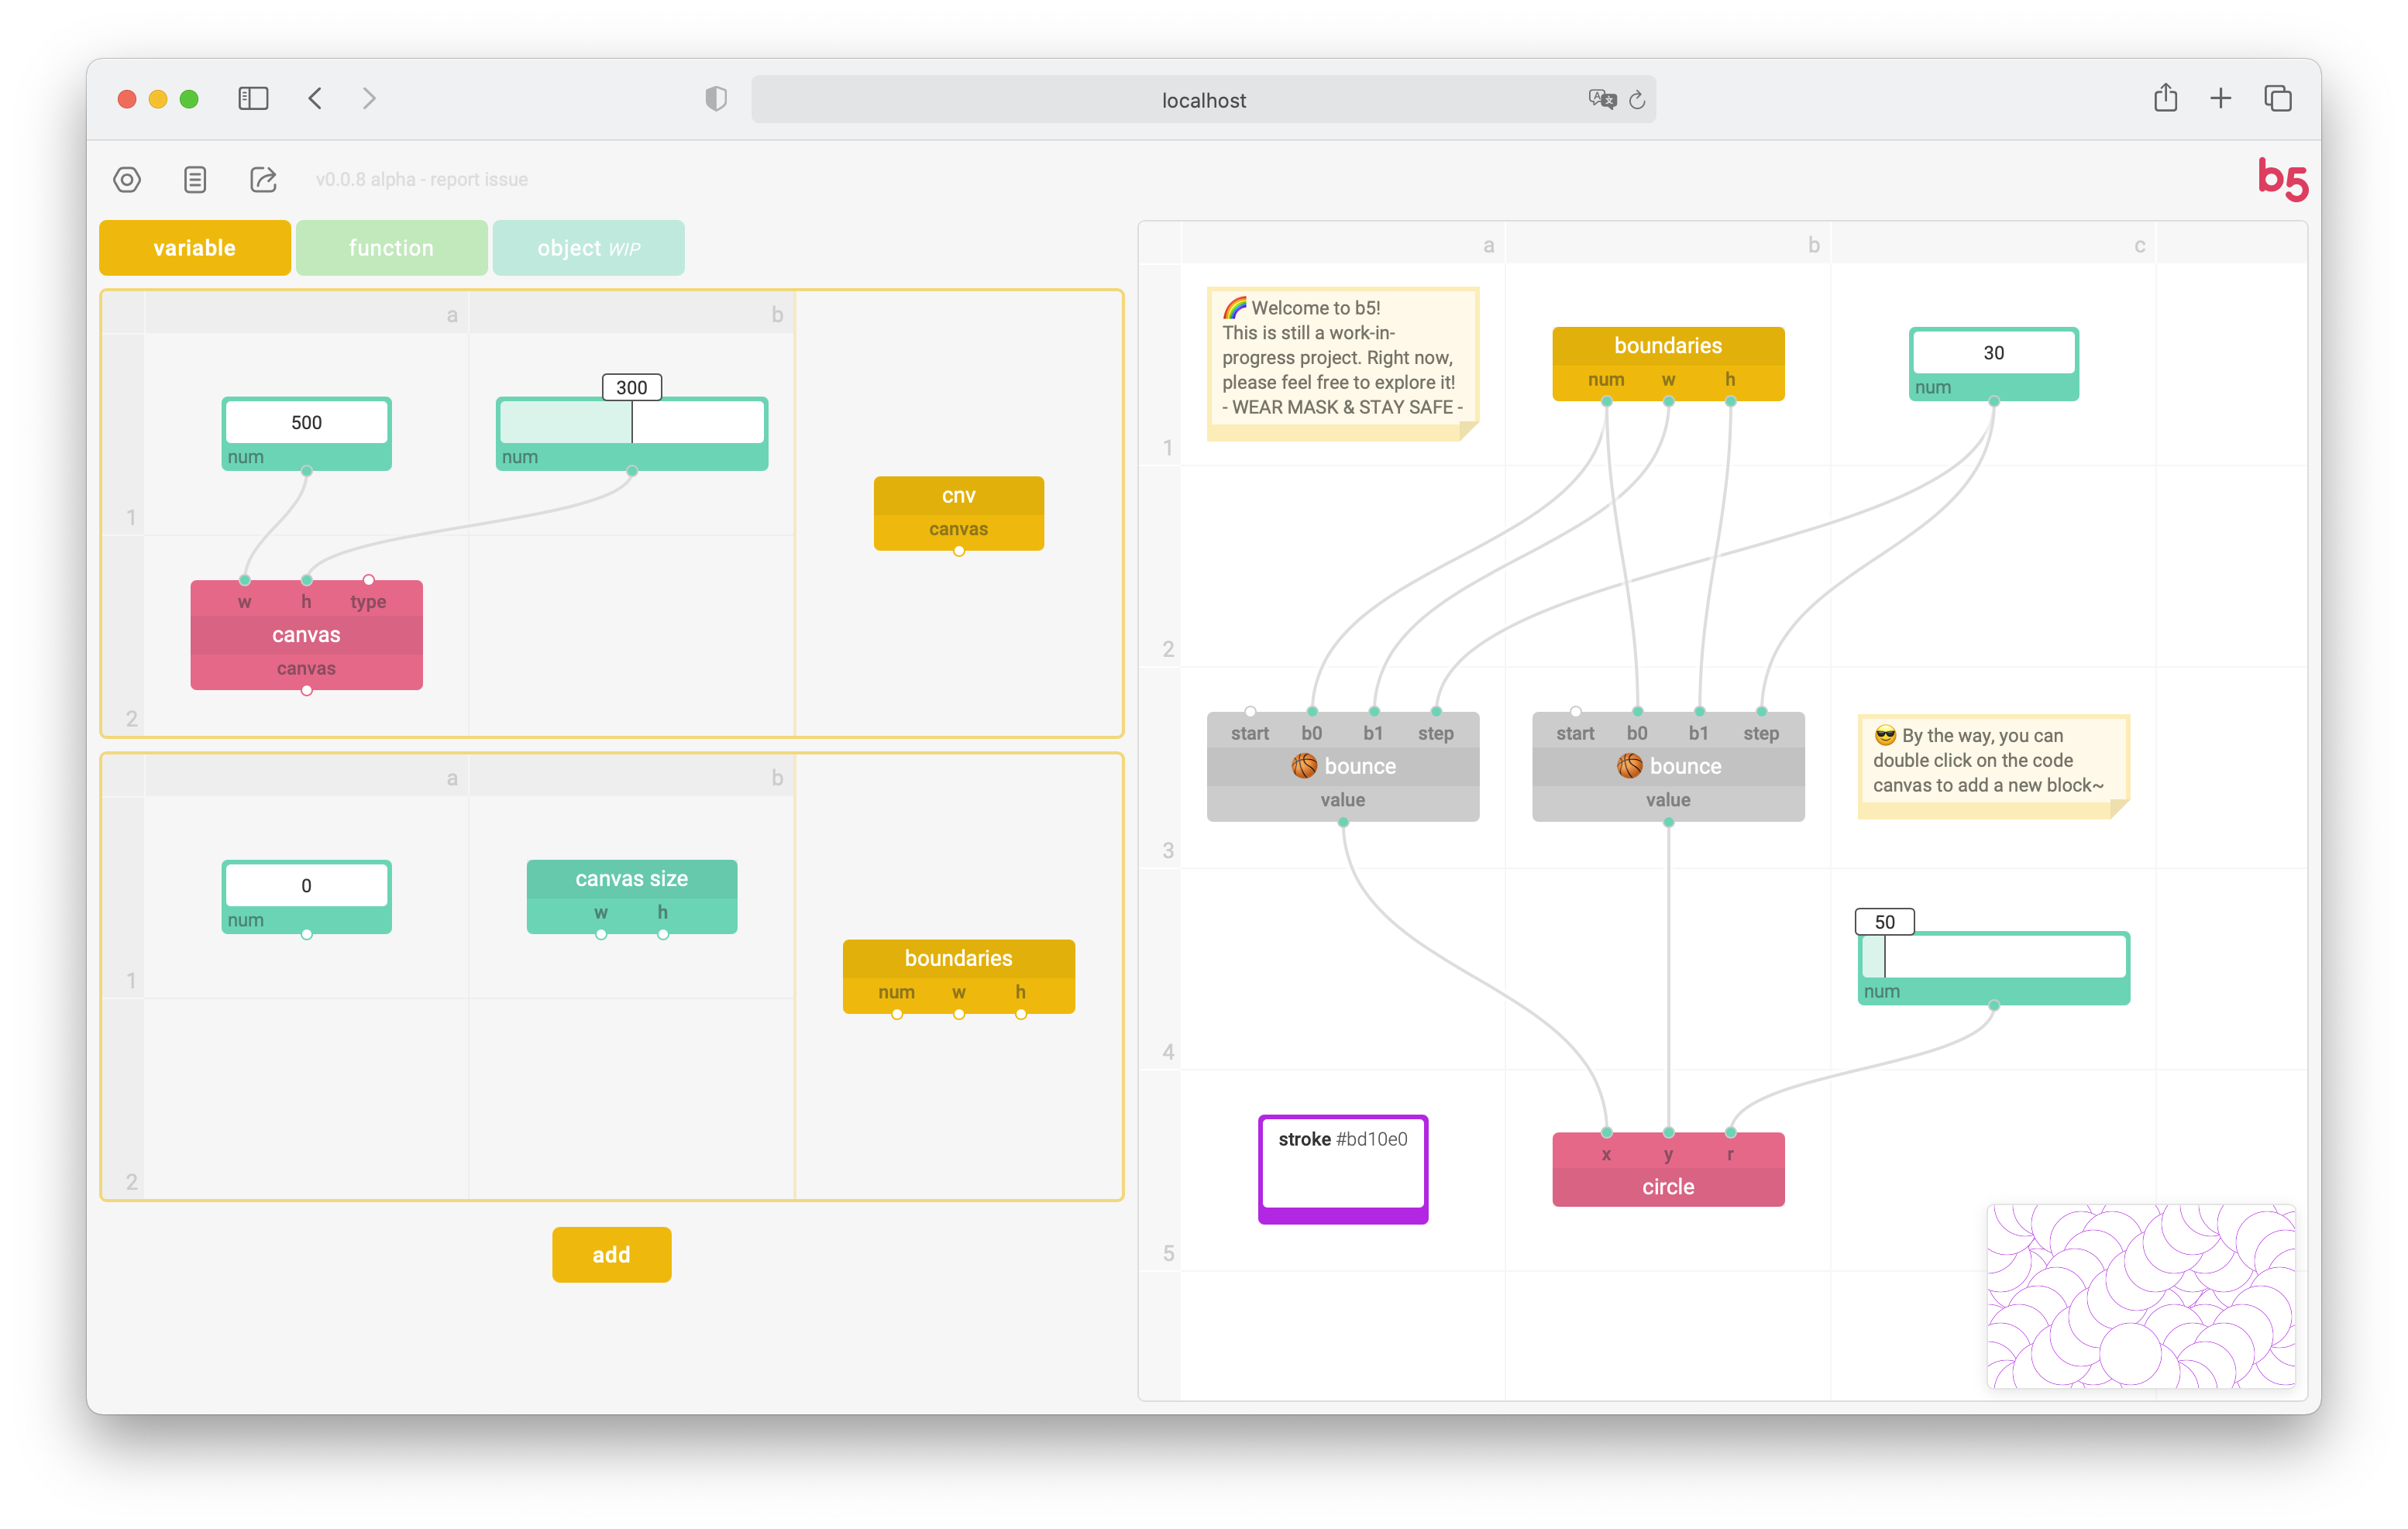 localhost
v0.0.8 alpha - report issue
b5
variable
function
object WIP
a
b
500
num
300
num
1
w
h
type
canvas
canvas
2
cnv
canvas
a
b
0
num
canvas size
w
h
1
2
boundaries
num
w
h
add
a
b
c
🌈 Welcome to b5!
This is still a work-in-
progress project. Right now,
please feel free to explore it!
- WEAR MASK & STAY SAFE -
boundaries
num
w
h
30
num
1
2
start
b0
b1
step
🏀 bounce
value
start
b0
b1
step
🏀 bounce
value
😎 By the way, you can
double click on the code
canvas to add a new block~
3
50
num
4
stroke #bd10e0
x
y
r
circle
5